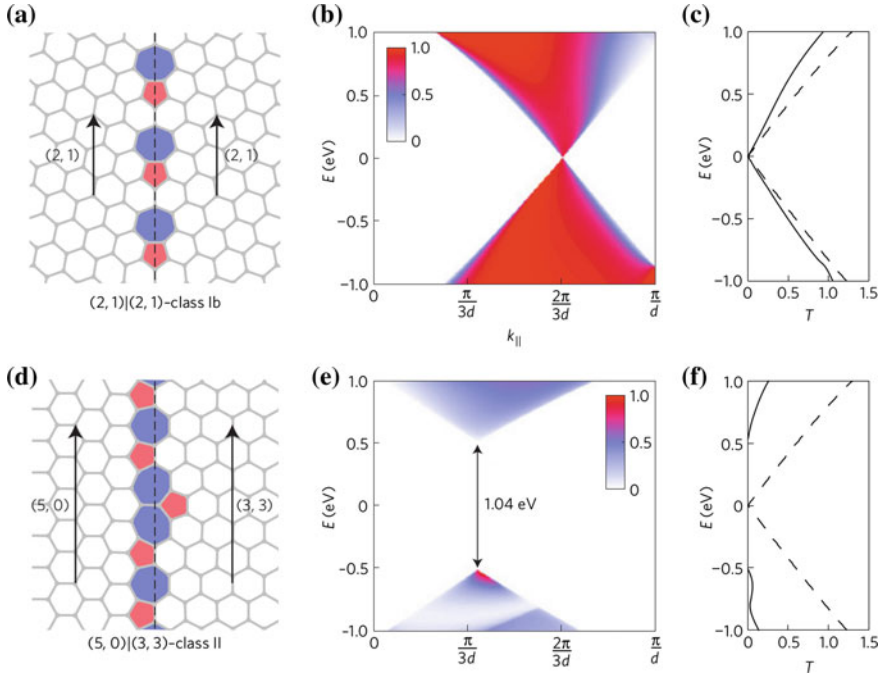 (a)
(2, 1)
(2, 1)
(2, 1)|(2, 1)-class Ib
(b)
1.0
0.5
0
E (eV)
1.0
0.5
0
−0.5
−1.0
0
π/3d
2π/3d
π/d
k||
(c)
E (eV)
1.0
0.5
0
−0.5
−1.0
0 0.5 1.0 1.5
T
(d)
(5, 0)
(3, 3)
(5, 0)|(3, 3)-class II
(e)
1.0
0.5
0
1.04 eV
E (eV)
1.0
0.5
0
−0.5
−1.0
0
π/3d
2π/3d
π/d
(f)
E (eV)
1.0
0.5
0
−0.5
−1.0
0 0.5 1.0 1.5
T